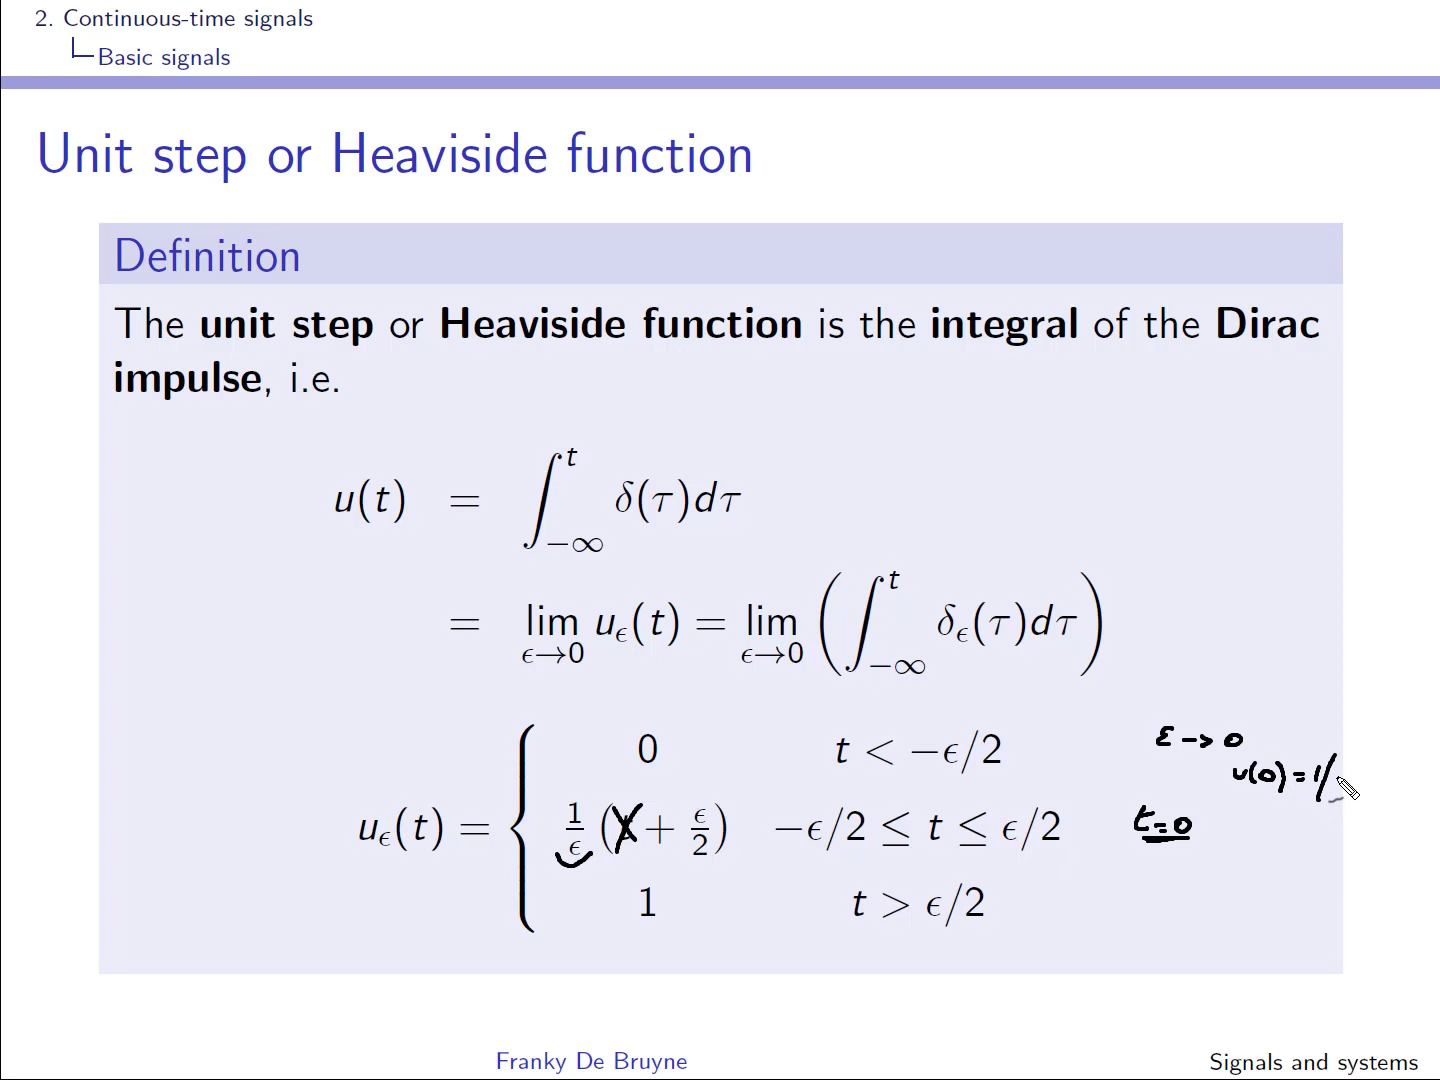 2. Continuous-time signals
Basic signals
Unit step or Heaviside function
Definition
The unit step or Heaviside function is the integral of the Dirac
impulse, i.e.
u(t) = ∫_{-∞}^{t} δ(τ)dτ
= lim_{ϵ→0} u_ϵ(t) = lim_{ϵ→0} (∫_{-∞}^{t} δ_ϵ(τ)dτ)
0 t < −ϵ/2 ε -> 0
u(0) = 1/
u_ϵ(t) = { 1/ϵ (t + ϵ/2) −ϵ/2 ≤ t ≤ ϵ/2 t=0
1 t > ϵ/2
Franky De Bruyne Signals and systems